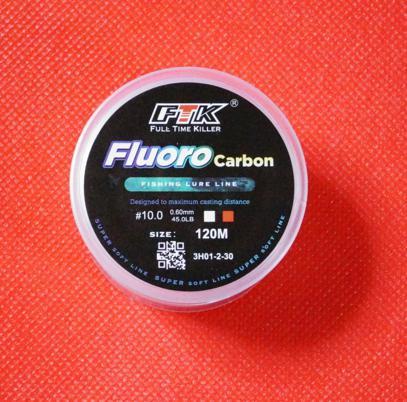 FTK®
FULL TIME KILLER
Fluoro Carbon
FISHING LURE LINE
Designed to maximum casting distance
#10.0 0.60mm 45.0LB
SIZE: 120M
3H01-2-30
SUPER SOFT LINE SUPER SOFT LINE SUPER SOFT LINE